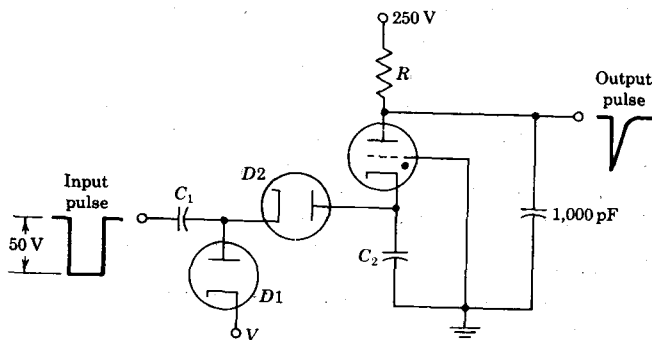 250 V
R
Output
pulse
D2
Input
pulse
C1
50 V
C2
1,000 pF
D1
V